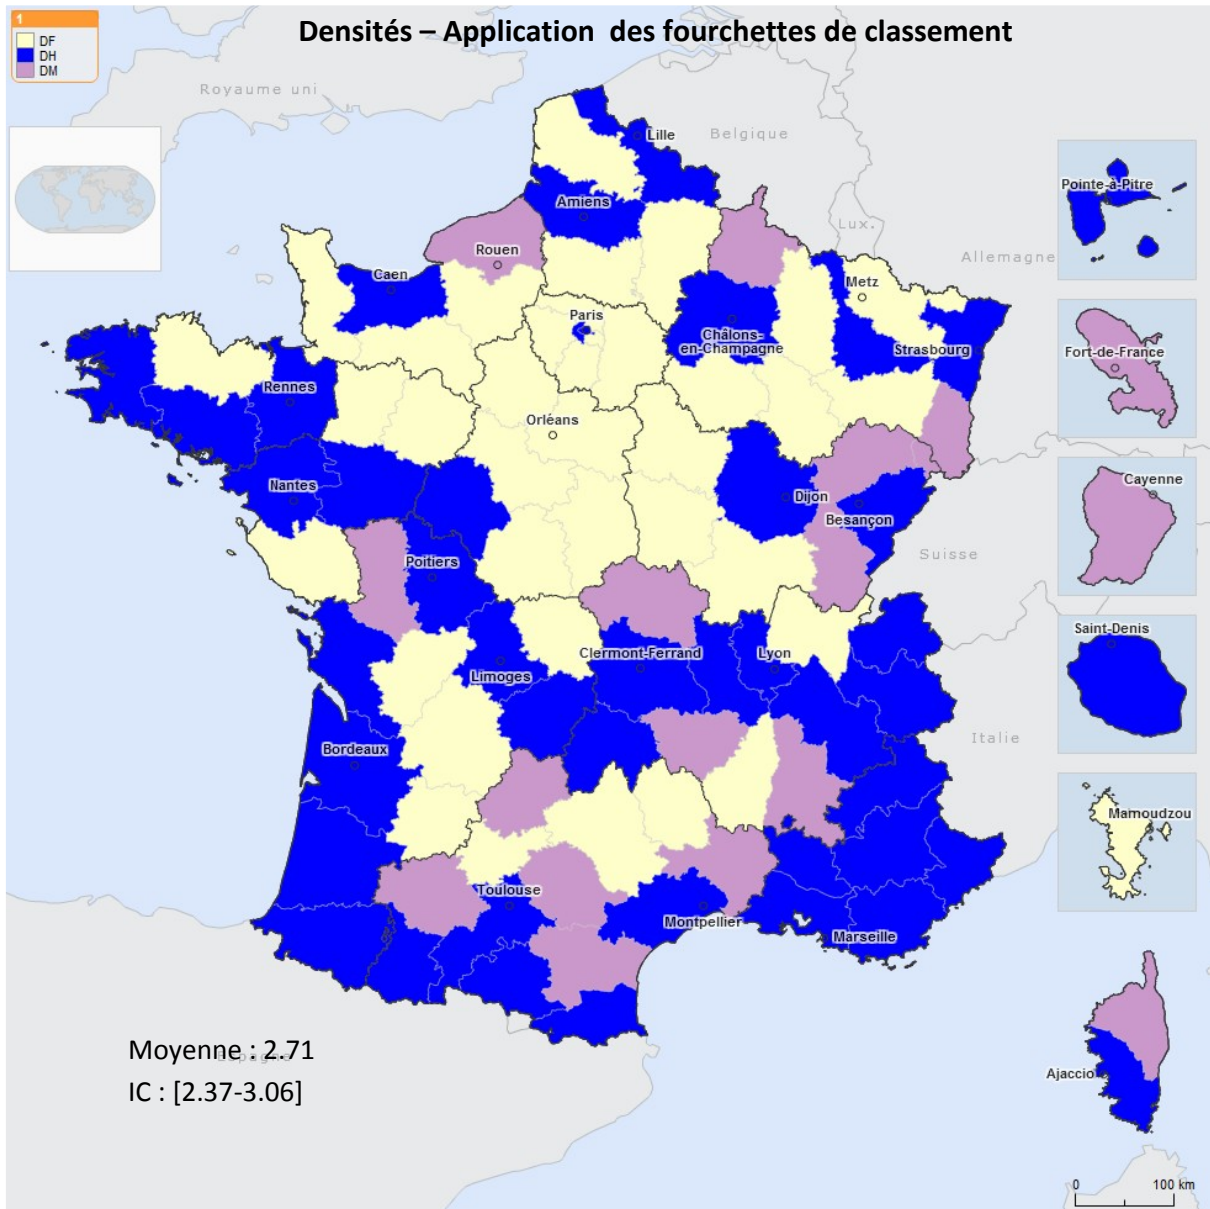 Densités – Application des fourchettes de classement
1
DF
DH
DM
Royaume uni
Belgique
Lux.
Allemagne
Suisse
Italie
Espagne
Lille
Amiens
Rouen
Caen
Paris
Metz
Châlons-
en-Champagne
Strasbourg
Rennes
Orléans
Nantes
Dijon
Besançon
Poitiers
Limoges
Clermont-Ferrand
Lyon
Bordeaux
Toulouse
Montpellier
Marseille
Ajaccio
Pointe-à-Pitre
Fort-de-France
Cayenne
Saint-Denis
Mamoudzou
Moyenne : 2.71
IC : [2.37-3.06]
0 100 km